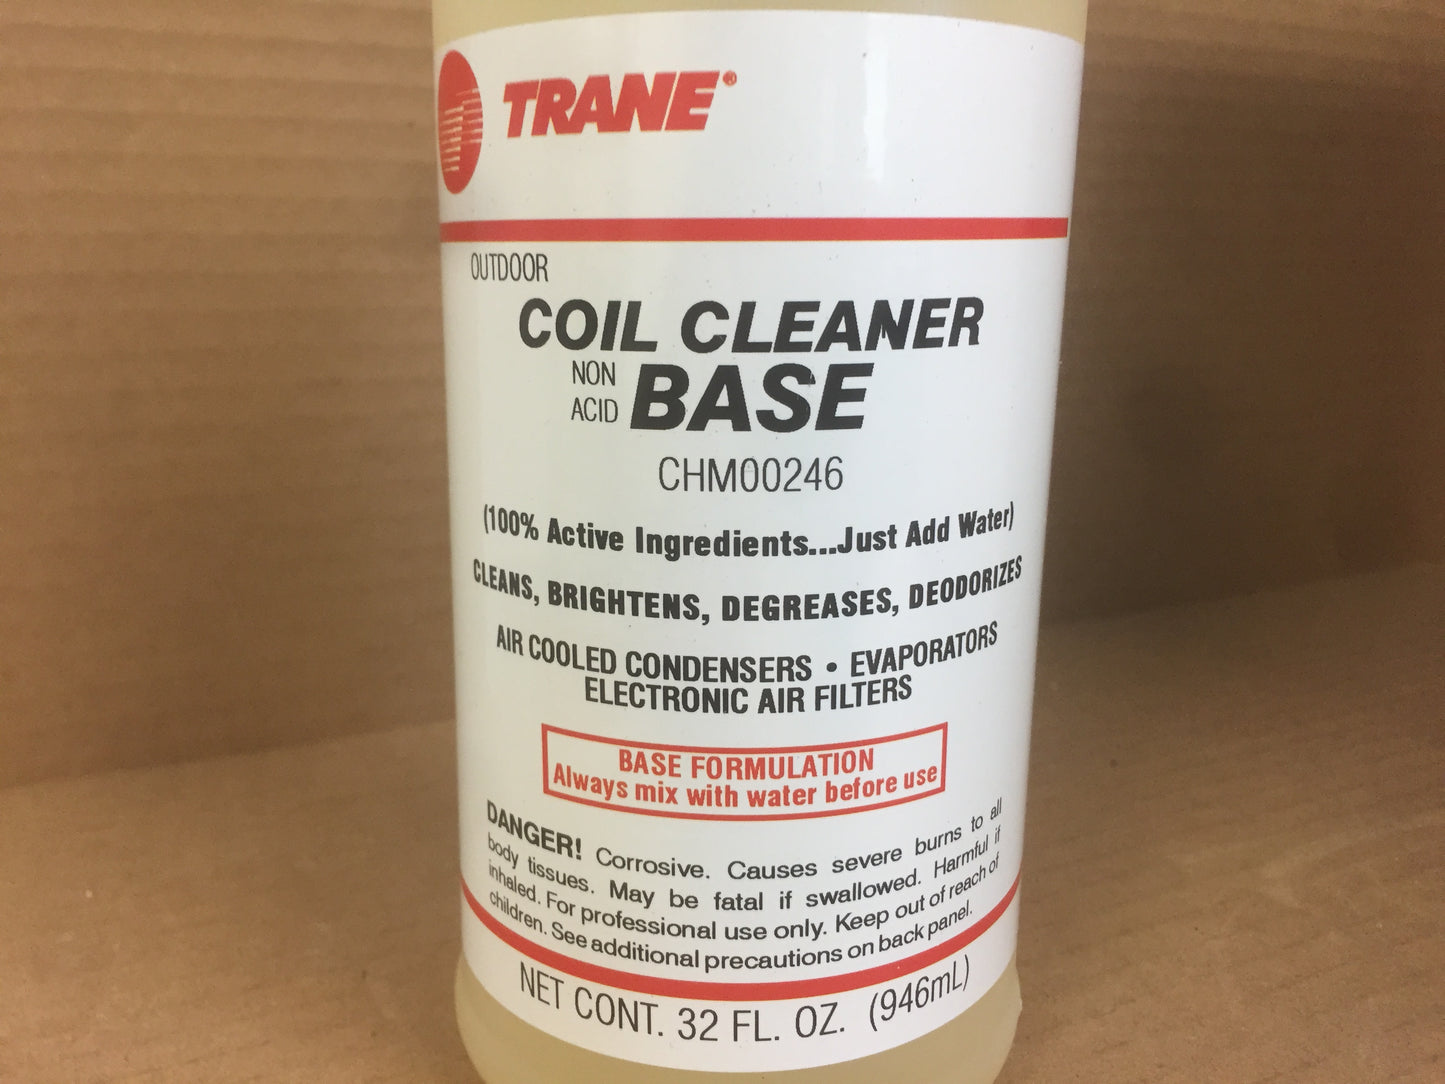 TRANE®
OUTDOOR
COIL CLEANER
NON ACID BASE
CHM00246
(100% Active Ingredients...Just Add Water)
CLEANS, BRIGHTENS, DEGREASES, DEODORIZES
AIR COOLED CONDENSERS • EVAPORATORS
ELECTRONIC AIR FILTERS
BASE FORMULATION
Always mix with water before use
DANGER! Corrosive. Causes severe burns to all
body tissues. May be fatal if swallowed. Harmful if
inhaled. For professional use only. Keep out of reach of
children. See additional precautions on back panel.
NET CONT. 32 FL. OZ. (946mL)